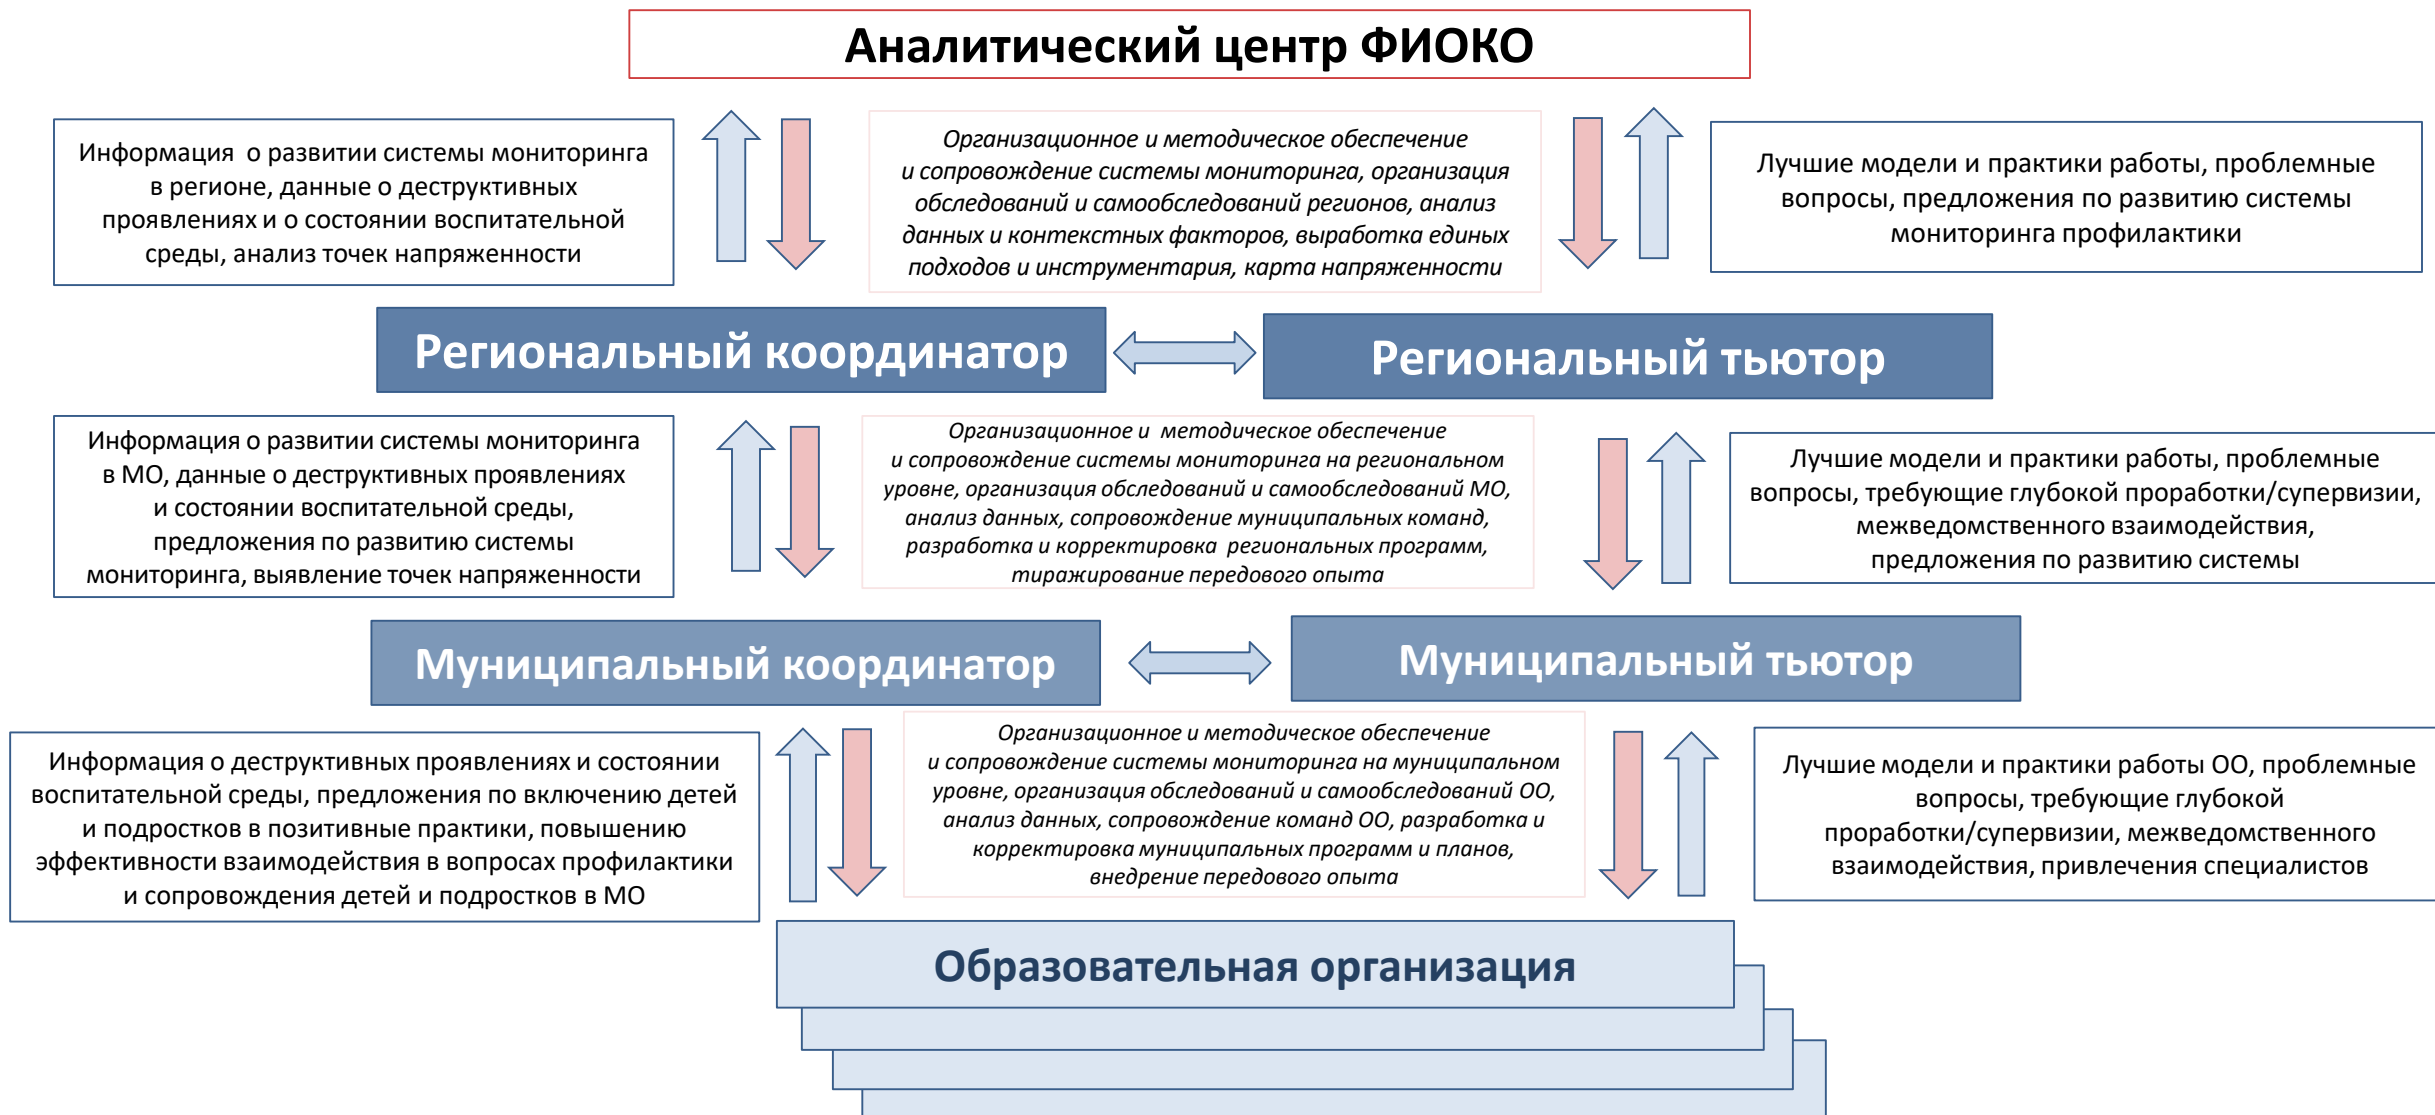 Аналитический центр ФИОКО
Информация о развитии системы мониторинга
в регионе, данные о деструктивных
проявлениях и о состоянии воспитательной
среды, анализ точек напряженности
Организационное и методическое обеспечение
и сопровождение системы мониторинга, организация
обследований и самообследований регионов, анализ
данных и контекстных факторов, выработка единых
подходов и инструментария, карта напряженности
Лучшие модели и практики работы, проблемные
вопросы, предложения по развитию системы
мониторинга профилактики
Региональный координатор
Региональный тьютор
Информация о развитии системы мониторинга
в МО, данные о деструктивных проявлениях
и состоянии воспитательной среды,
предложения по развитию системы
мониторинга, выявление точек напряженности
Организационное и методическое обеспечение
и сопровождение системы мониторинга на региональном
уровне, организация обследований и самообследований МО,
анализ данных, сопровождение муниципальных команд,
разработка и корректировка региональных программ,
тиражирование передового опыта
Лучшие модели и практики работы, проблемные
вопросы, требующие глубокой проработки/супервизии,
межведомственного взаимодействия,
предложения по развитию системы
Муниципальный координатор
Муниципальный тьютор
Информация о деструктивных проявлениях и состоянии
воспитательной среды, предложения по включению детей
и подростков в позитивные практики, повышению
эффективности взаимодействия в вопросах профилактики
и сопровождения детей и подростков в МО
Организационное и методическое обеспечение
и сопровождение системы мониторинга на муниципальном
уровне, организация обследований и самообследований ОО,
анализ данных, сопровождение команд ОО, разработка и
корректировка муниципальных программ и планов,
внедрение передового опыта
Лучшие модели и практики работы ОО, проблемные
вопросы, требующие глубокой
проработки/супервизии, межведомственного
взаимодействия, привлечения специалистов
Образовательная организация